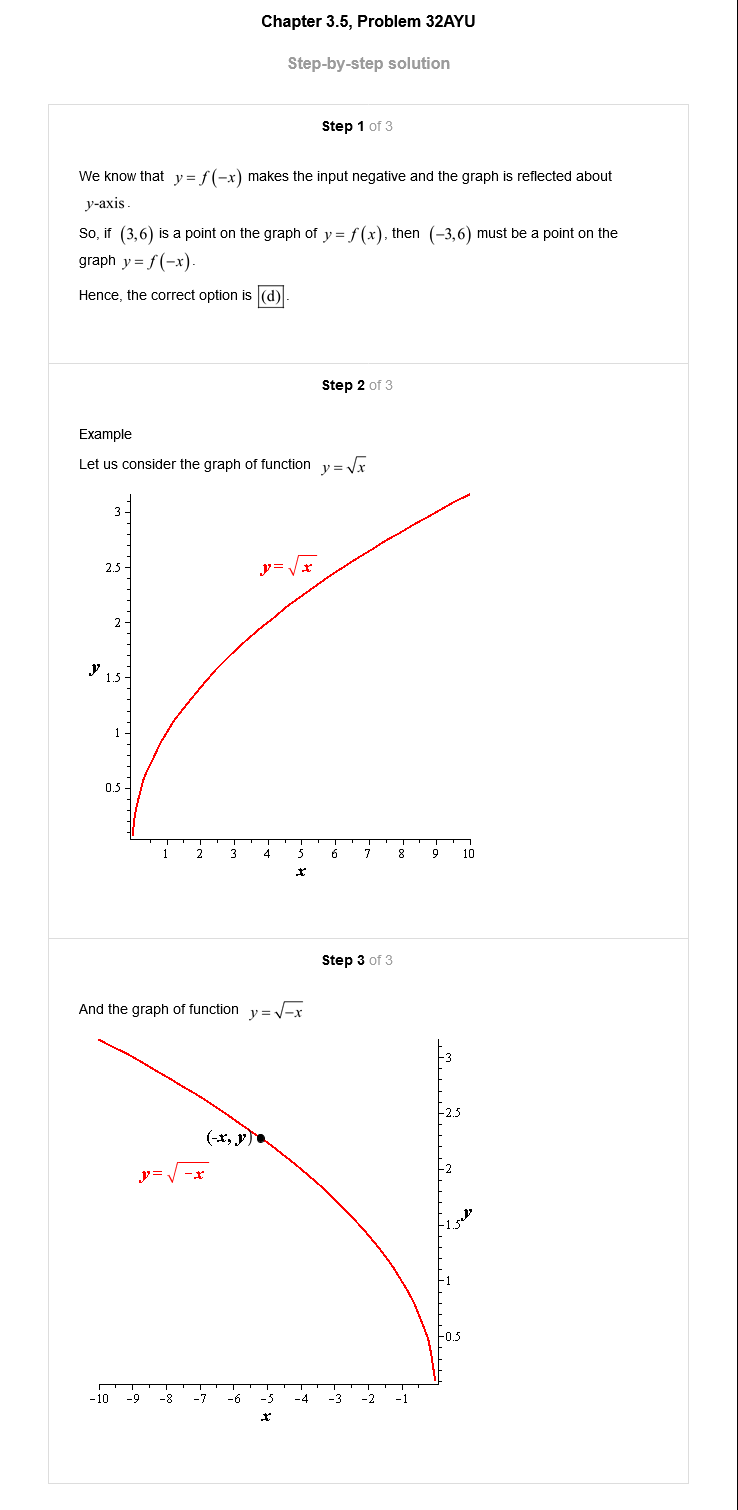 Chapter 3.5, Problem 32AYU
Step-by-step solution
Step 1 of 3
We know that y = f(−x) makes the input negative and the graph is reflected about
y-axis.
So, if (3,6) is a point on the graph of y = f(x), then (−3,6) must be a point on the
graph y = f(−x).
Hence, the correct option is (d).
Step 2 of 3
Example
Let us consider the graph of function y = √x
3
y = √x
2.5
2
y
1.5
1
0.5
1 2 3 4 5 6 7 8 9 10
x
Step 3 of 3
And the graph of function y = √−x
3
2.5
(-x, y)
y = √−x
2
y
1.5
1
0.5
−10 −9 −8 −7 −6 −5 −4 −3 −2 −1
x